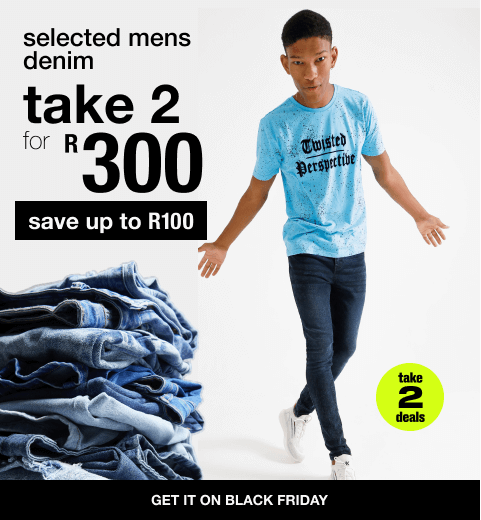 selected mens
denim
take 2
for R300
save up to R100
Twisted
Perspective
take
2
deals
GET IT ON BLACK FRIDAY